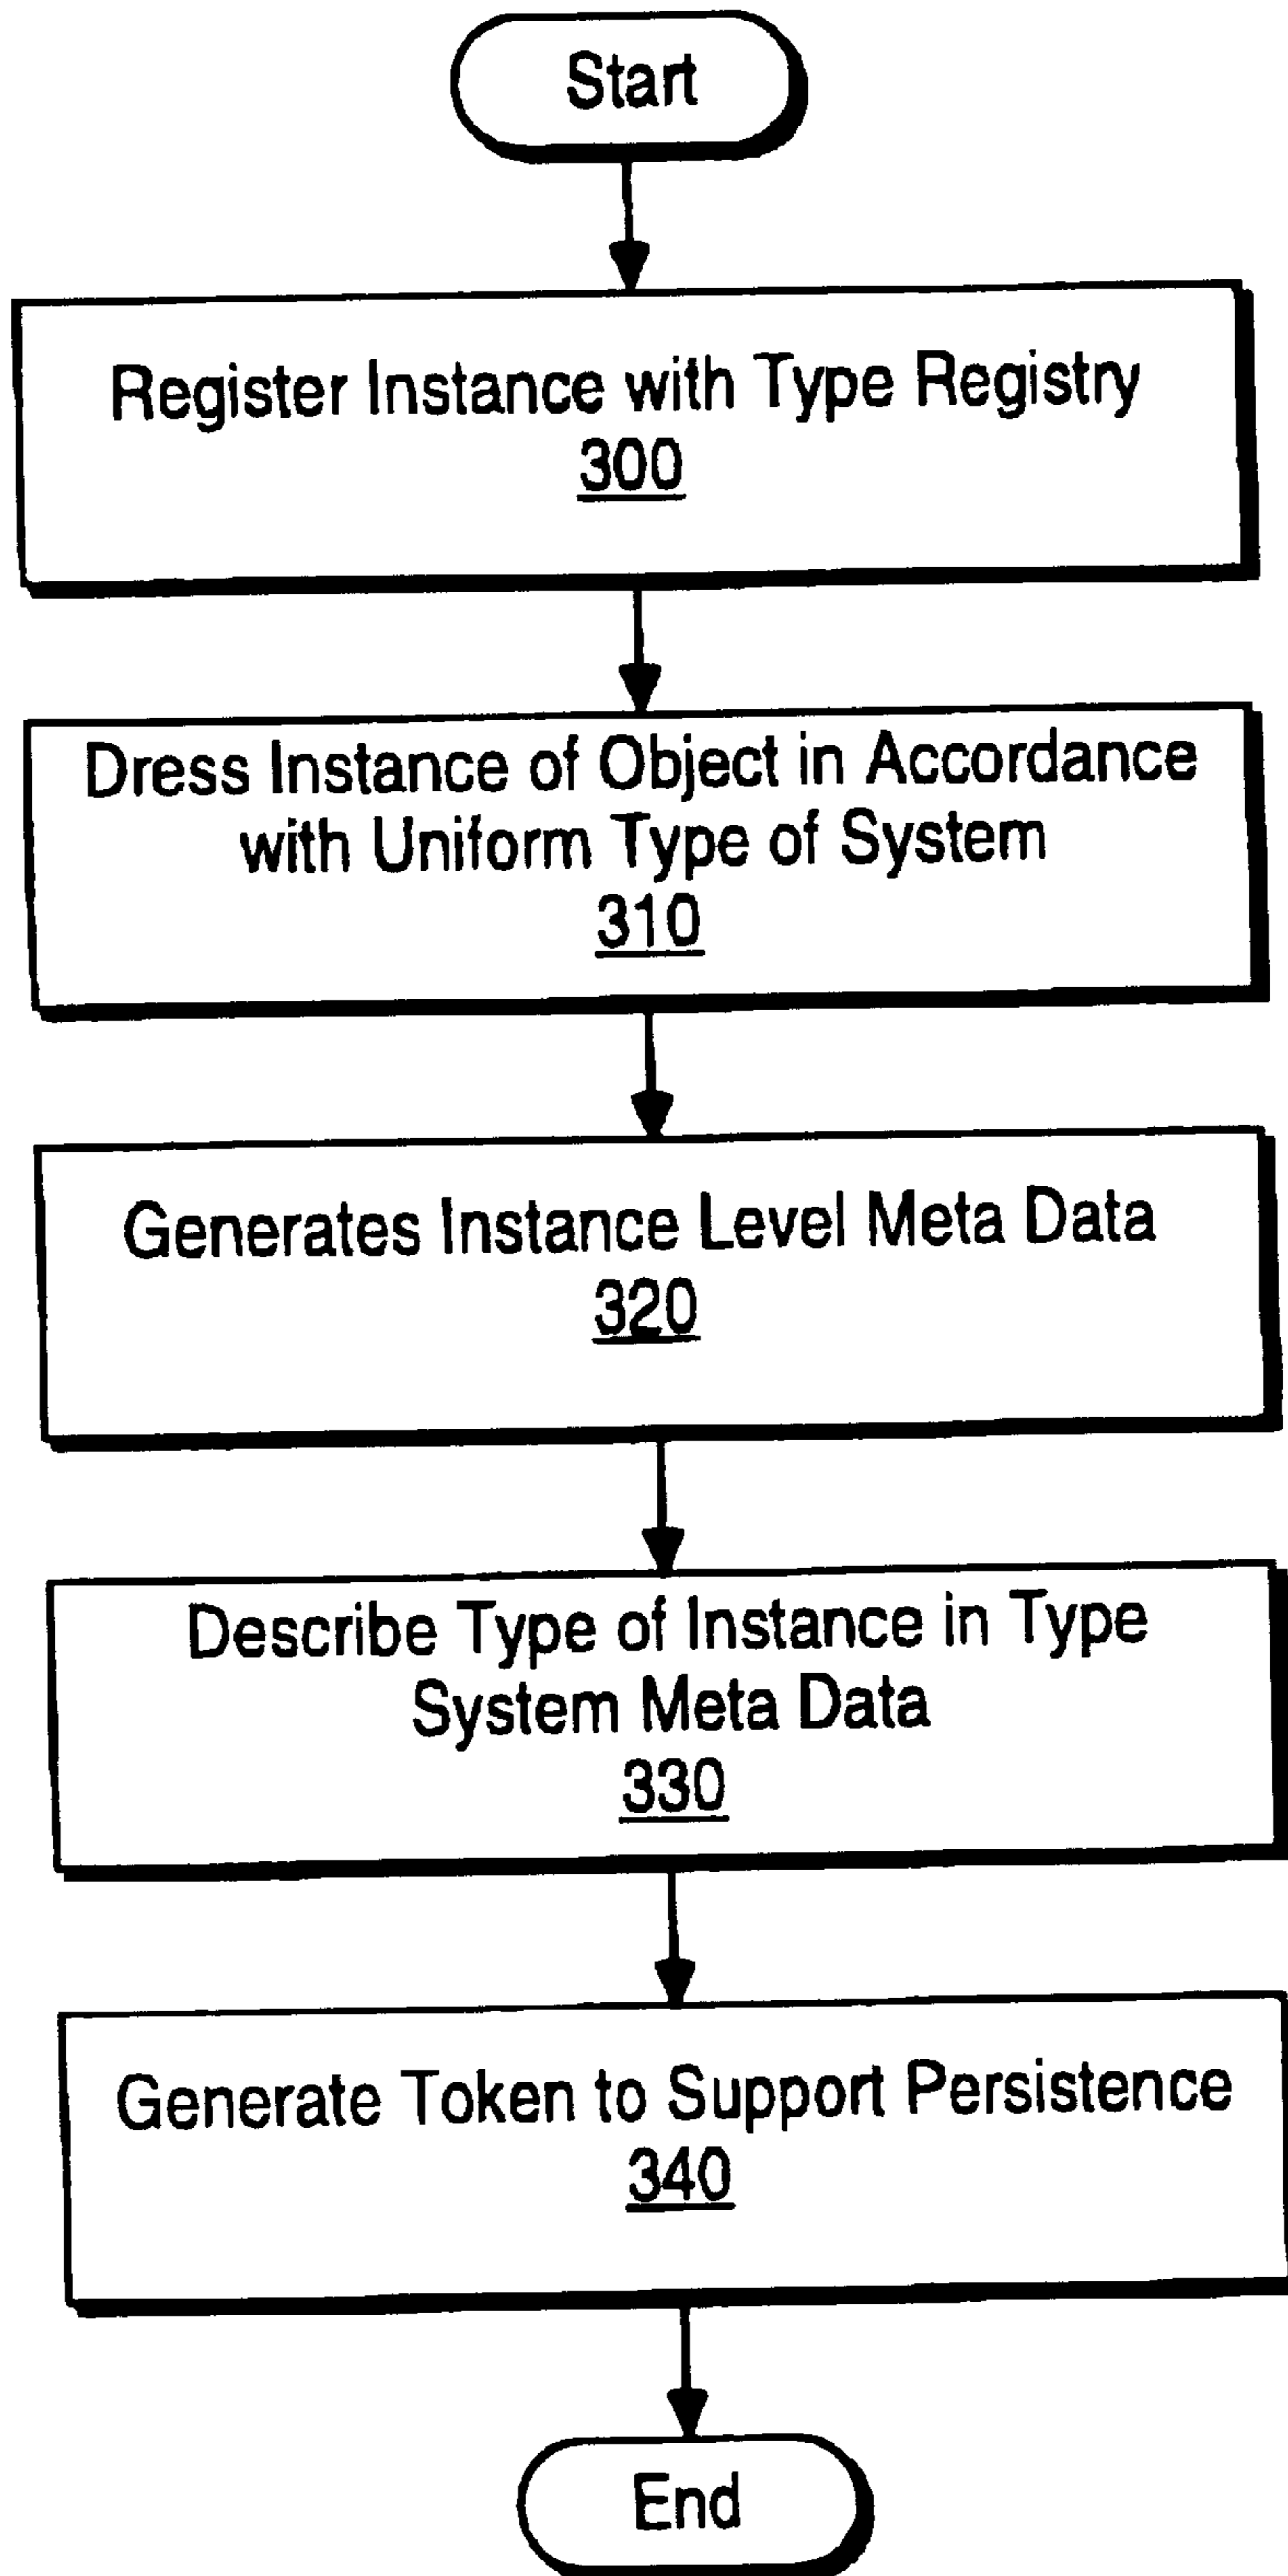 Start
Register Instance with Type Registry
300
Dress Instance of Object in Accordance
with Uniform Type of System
310
Generates Instance Level Meta Data
320
Describe Type of Instance in Type
System Meta Data
330
Generate Token to Support Persistence
340
End